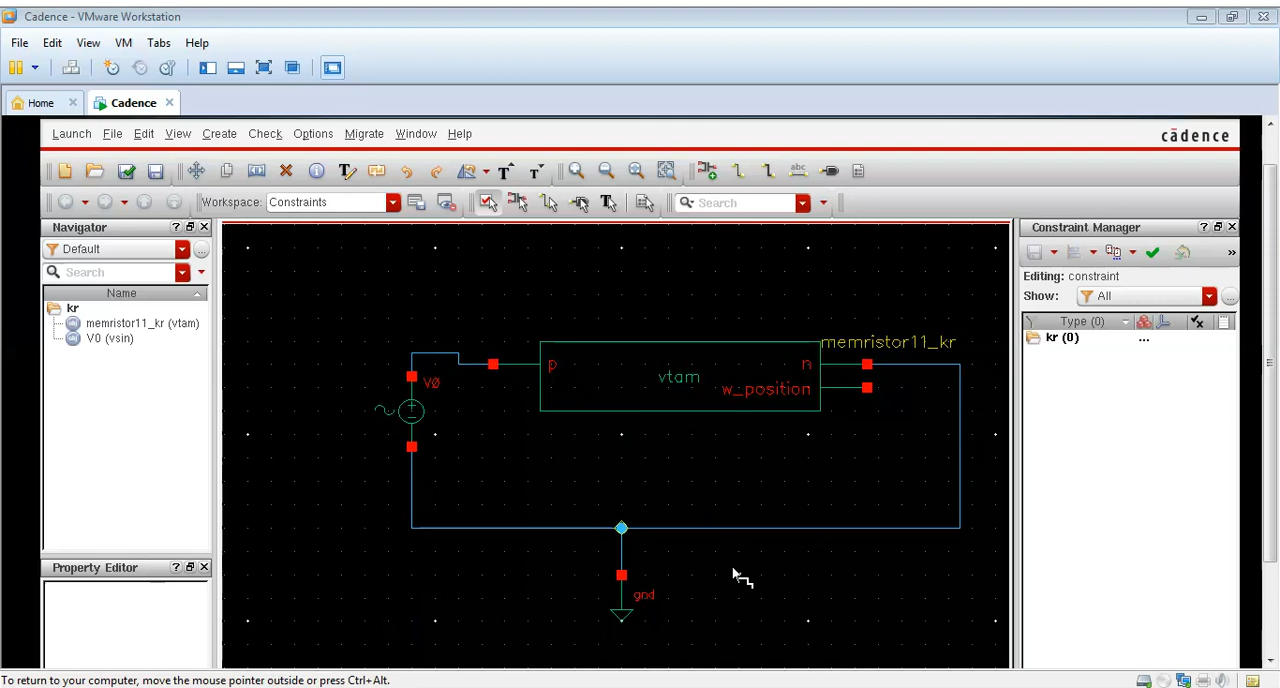 Cadence - VMware Workstation
File Edit View VM Tabs Help
Home Cadence
Launch File Edit View Create Check Options Migrate Window Help
cādence
Workspace: Constraints Search
Navigator ? Constraint Manager ?
Default ...
Search
Editing: constraint
Show: All ...
Name
Type (0)
kr
kr (0) ...
memristor11_kr (vtam)
V0 (vsin)
memristor11_kr
p vtam n
w_position
V0
+
−
Property Editor ?
gnd
To return to your computer, move the mouse pointer outside or press Ctrl+Alt.